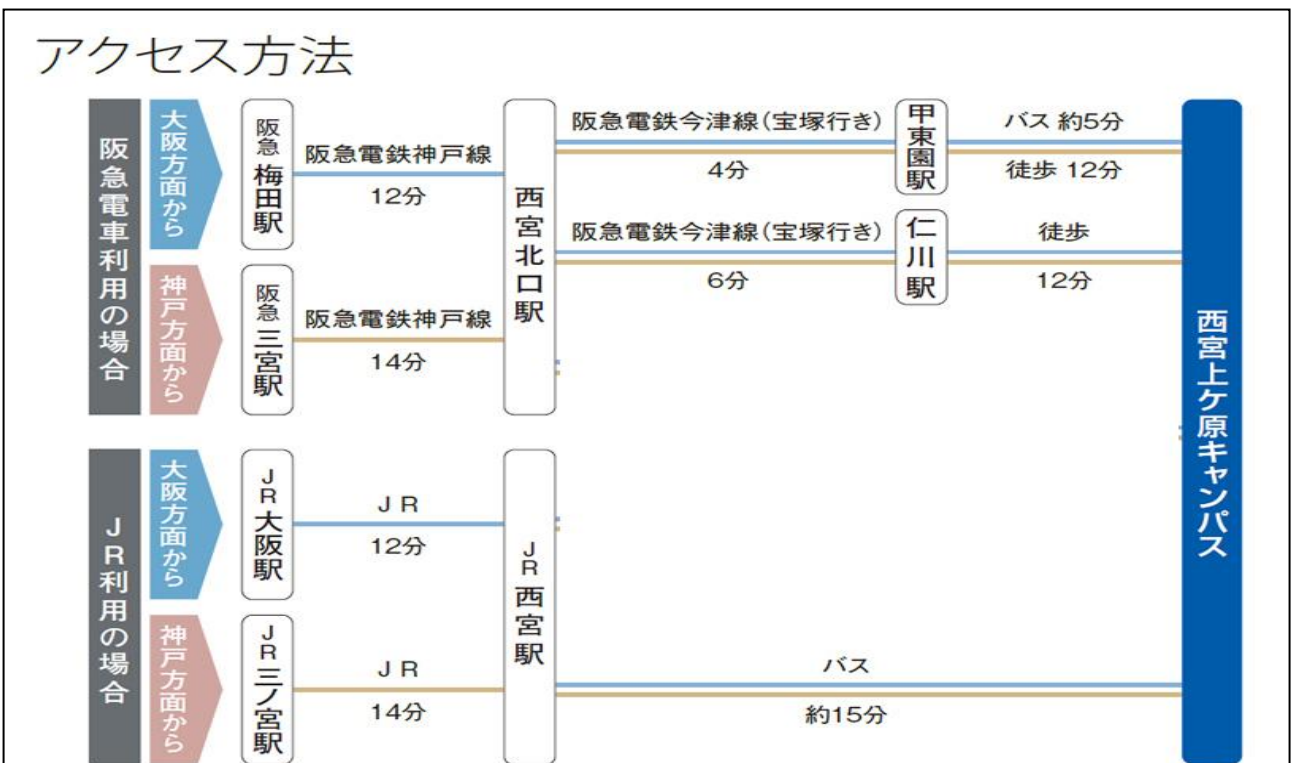 アクセス方法
阪急電車利用の場合
大阪方面から
阪急 梅田駅
阪急電鉄神戸線
12分
神戸方面から
阪急 三宮駅
阪急電鉄神戸線
14分
西宮北口駅
阪急電鉄今津線(宝塚行き)
4分
甲東園駅
バス 約5分
徒歩 12分
阪急電鉄今津線(宝塚行き)
6分
仁川駅
徒歩
12分
JR利用の場合
大阪方面から
JR 大阪駅
JR
12分
神戸方面から
JR 三ノ宮駅
JR
14分
JR 西宮駅
バス
約15分
西宮上ケ原キャンパス